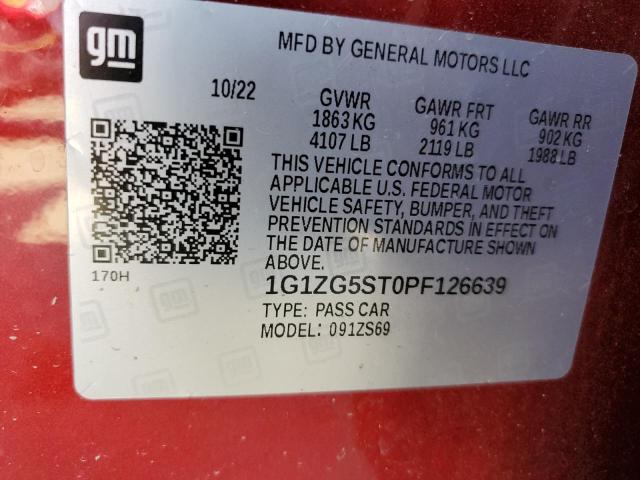 gm
MFD BY GENERAL MOTORS LLC
10/22
GVWR
1863 KG
4107 LB
GAWR FRT
961 KG
2119 LB
GAWR RR
902 KG
1988 LB
THIS VEHICLE CONFORMS TO ALL
APPLICABLE U.S. FEDERAL MOTOR
VEHICLE SAFETY, BUMPER, AND THEFT
PREVENTION STANDARDS IN EFFECT ON
THE DATE OF MANUFACTURE SHOWN
ABOVE.
170H
1G1ZG5ST0PF126639
TYPE: PASS CAR
MODEL: 091ZS69